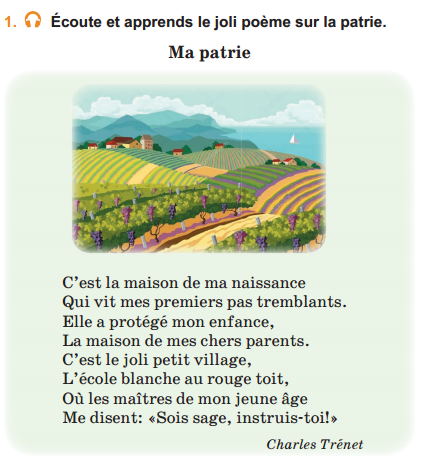 1. Écoute et apprends le joli poème sur la patrie.
Ma patrie
C'est la maison de ma naissance
Qui vit mes premiers pas tremblants.
Elle a protégé mon enfance,
La maison de mes chers parents.
C'est le joli petit village,
L'école blanche au rouge toit,
Où les maîtres de mon jeune âge
Me disent: «Sois sage, instruis-toi!»
Charles Trénet